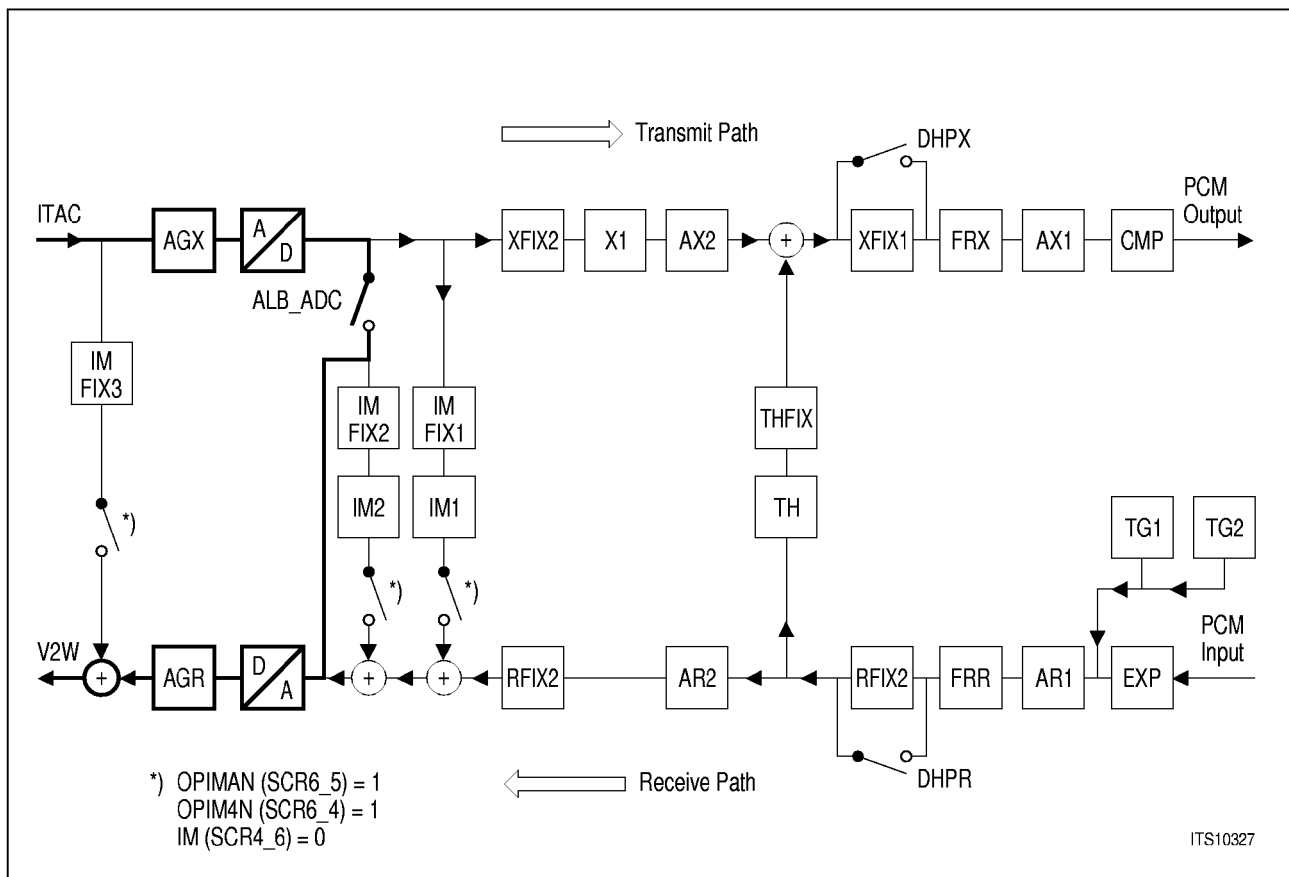 Transmit Path
DHPX
ITAC
PCM
Output
AGX
A
D
XFIX2
X1
AX2
+
XFIX1
FRX
AX1
CMP
ALB_ADC
IM
FIX3
IM
FIX2
IM
FIX1
THFIX
IM2
IM1
TH
TG1
TG2
*)
*)
*)
PCM
Input
V2W
+
AGR
D
A
+
+
RFIX2
AR2
RFIX2
FRR
AR1
EXP
DHPR
Receive Path
*) OPIMAN (SCR6_5) = 1
OPIM4N (SCR6_4) = 1
IM (SCR4_6) = 0
ITS10327